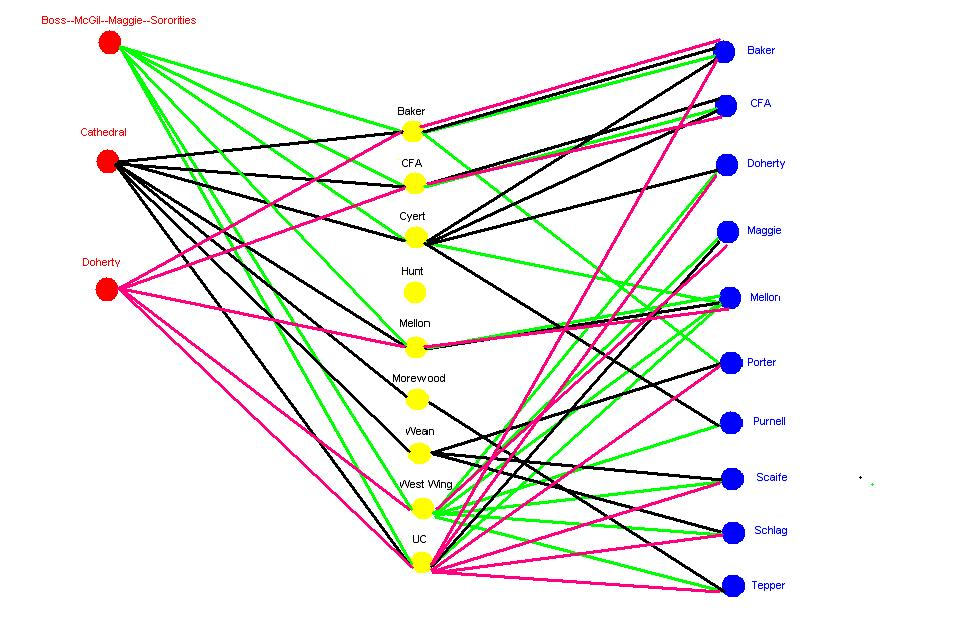 Boss--McGil--Maggie--Sororities
Cathedral
Doherty
Baker
CFA
Cyert
Hunt
Mellon
Morewood
Wean
West Wing
UC
Baker
CFA
Doherty
Maggie
Mellon
Porter
Purnell
Scaife
Schlag
Tepper